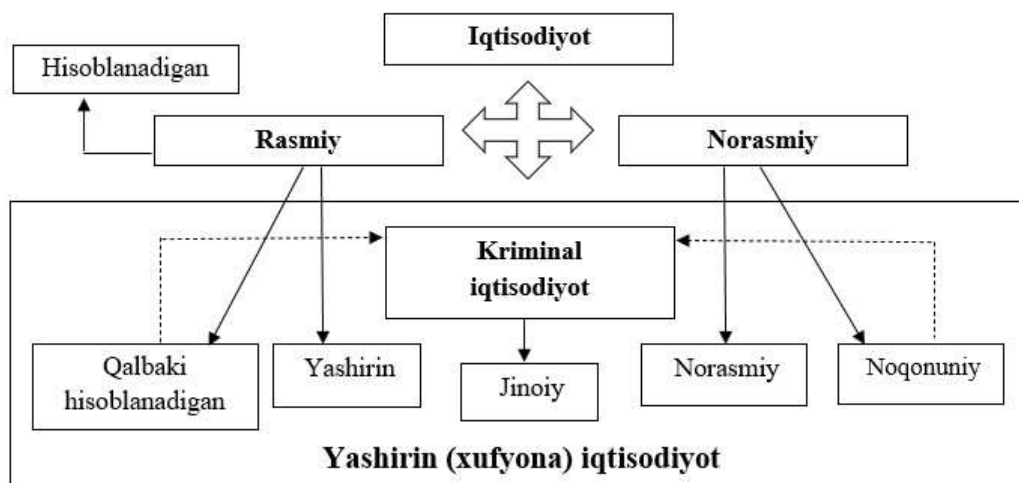 Iqtisodiyot
Hisoblanadigan
Rasmiy
Norasmiy
Kriminal
iqtisodiyot
Qalbaki
hisoblanadigan
Yashirin
Jinoiy
Norasmiy
Noqonuniy
Yashirin (xufyona) iqtisodiyot